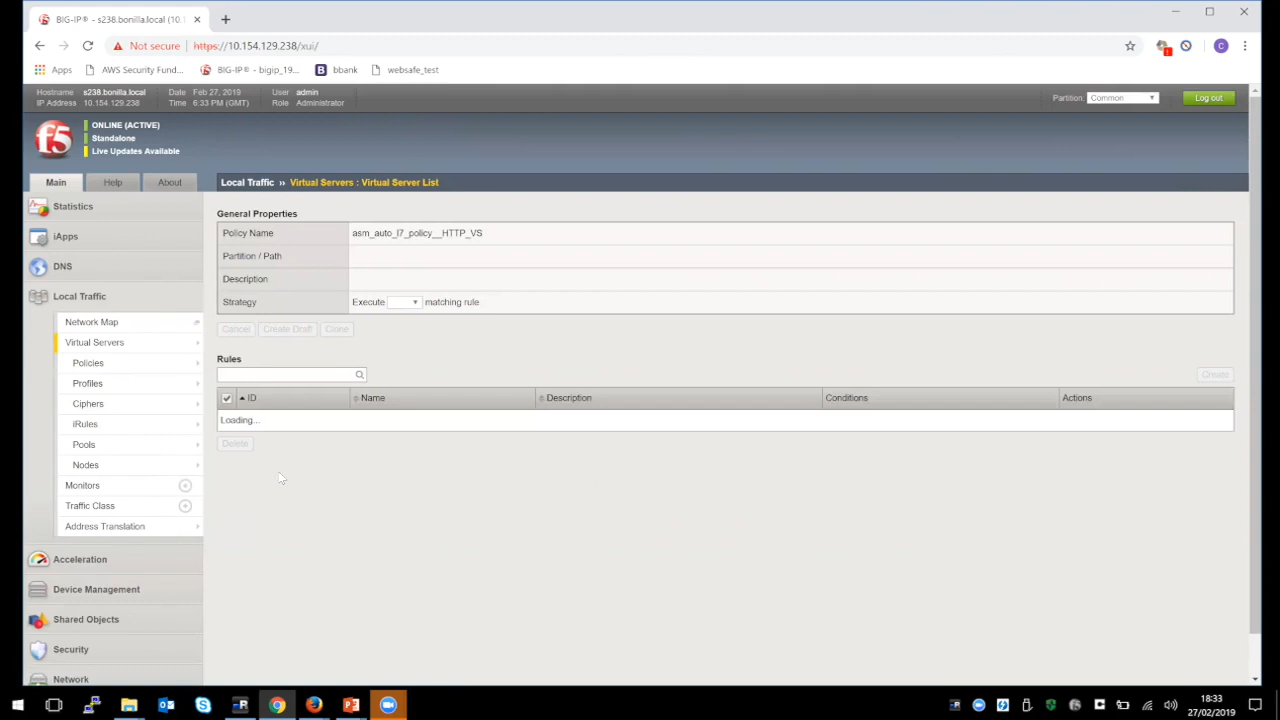 BIG-IP® - s238.bonilla.local (10.1
Not secure
https://10.154.129.238/xui/
Apps
AWS Security Fund...
BIG-IP® - bigip_19...
bbank
websafe_test
Hostname s238.bonilla.local Date Feb 27, 2019 User admin
IP Address 10.154.129.238 Time 6:33 PM (GMT) Role Administrator
Partition: Common
Log out
f5
ONLINE (ACTIVE)
Standalone
Live Updates Available
Main
Help
About
Local Traffic ›› Virtual Servers : Virtual Server List
Statistics
iApps
DNS
Local Traffic
Network Map
Virtual Servers
Policies
Profiles
Ciphers
iRules
Pools
Nodes
Monitors
Traffic Class
Address Translation
Acceleration
Device Management
Shared Objects
Security
Network
General Properties
Policy Name asm_auto_l7_policy__HTTP_VS
Partition / Path
Description
Strategy Execute matching rule
Cancel Create Draft Clone
Rules
Create
ID Name Description Conditions Actions
Loading...
Delete
18:33
27/02/2019